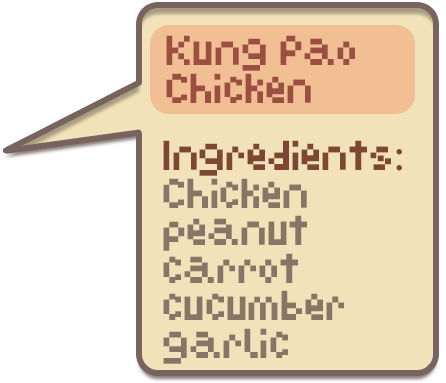 Kung Pao
Chicken
Ingredients:
Chicken
peanut
carrot
cucumber
garlic